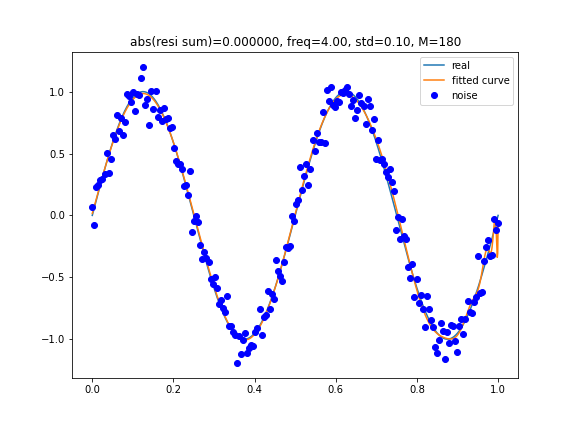 abs(resi sum)=0.000000, freq=4.00, std=0.10, M=180
real
fitted curve
noise
1.0
0.5
0.0
−0.5
−1.0
0.0 0.2 0.4 0.6 0.8 1.0